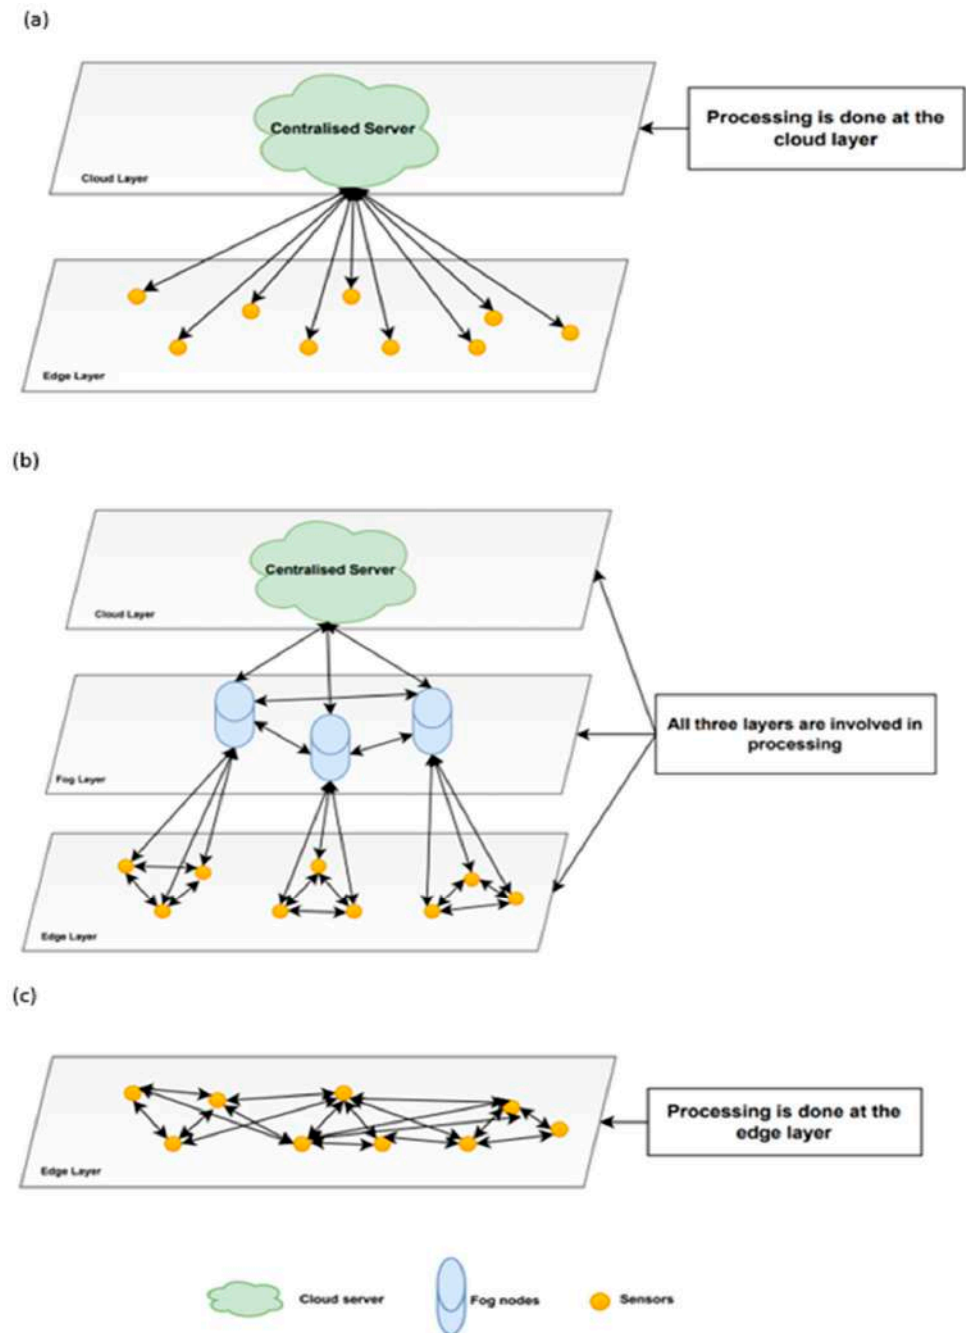 (a)
Centralised Server
Processing is done at the
cloud layer
Cloud Layer
Edge Layer
(b)
Centralised Server
Cloud Layer
All three layers are involved in
processing
Fog Layer
Edge Layer
(c)
Processing is done at the
edge layer
Edge Layer
Cloud server
Fog nodes
Sensors